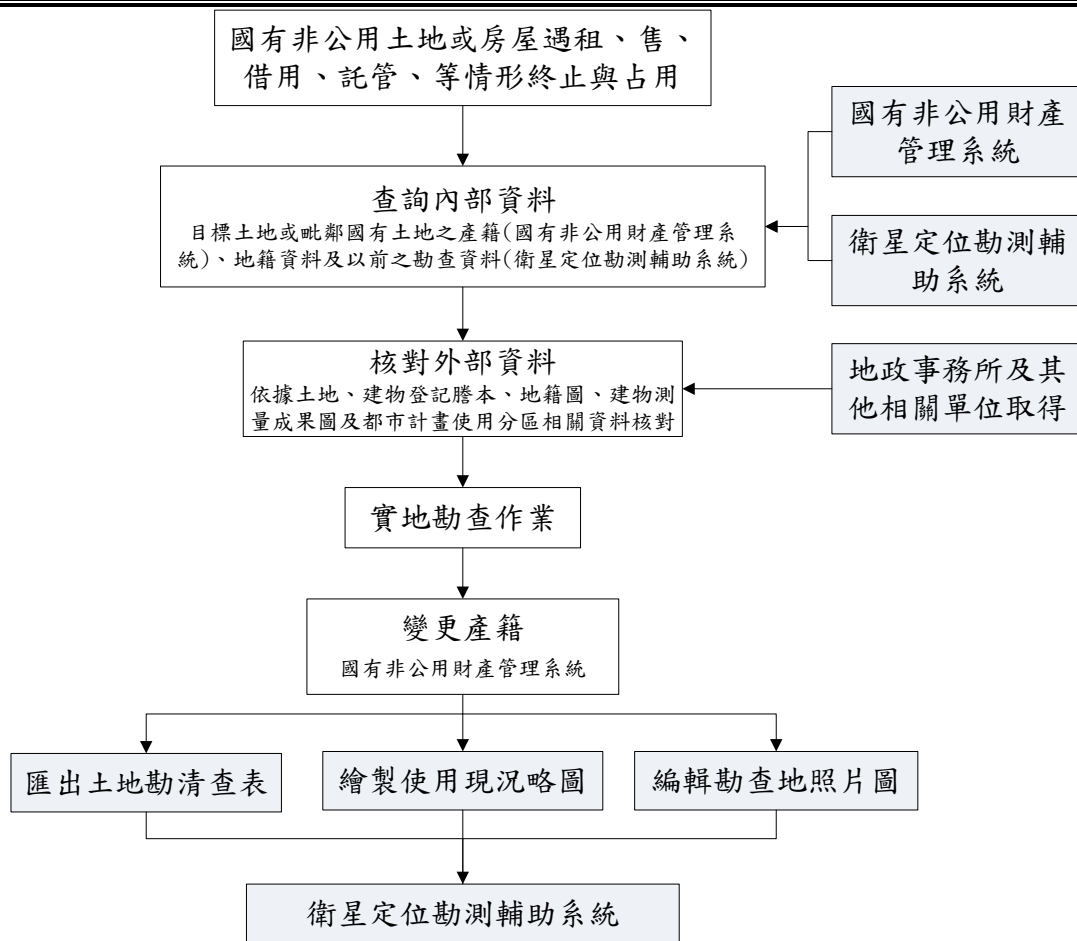 國有非公用土地或房屋遇租、售、
借用、託管、等情形終止與占用
國有非公用財產
管理系統
查詢內部資料
目標土地或毗鄰國有土地之產籍(國有非公用財產管理系
統)、地籍資料及以前之勘查資料(衛星定位勘測輔助系統)
衛星定位勘測輔
助系統
核對外部資料
依據土地、建物登記謄本、地籍圖、建物測
量成果圖及都市計畫使用分區相關資料核對
地政事務所及其
他相關單位取得
實地勘查作業
變更產籍
國有非公用財產管理系統
匯出土地勘清查表
繪製使用現況略圖
編輯勘查地照片圖
衛星定位勘測輔助系統